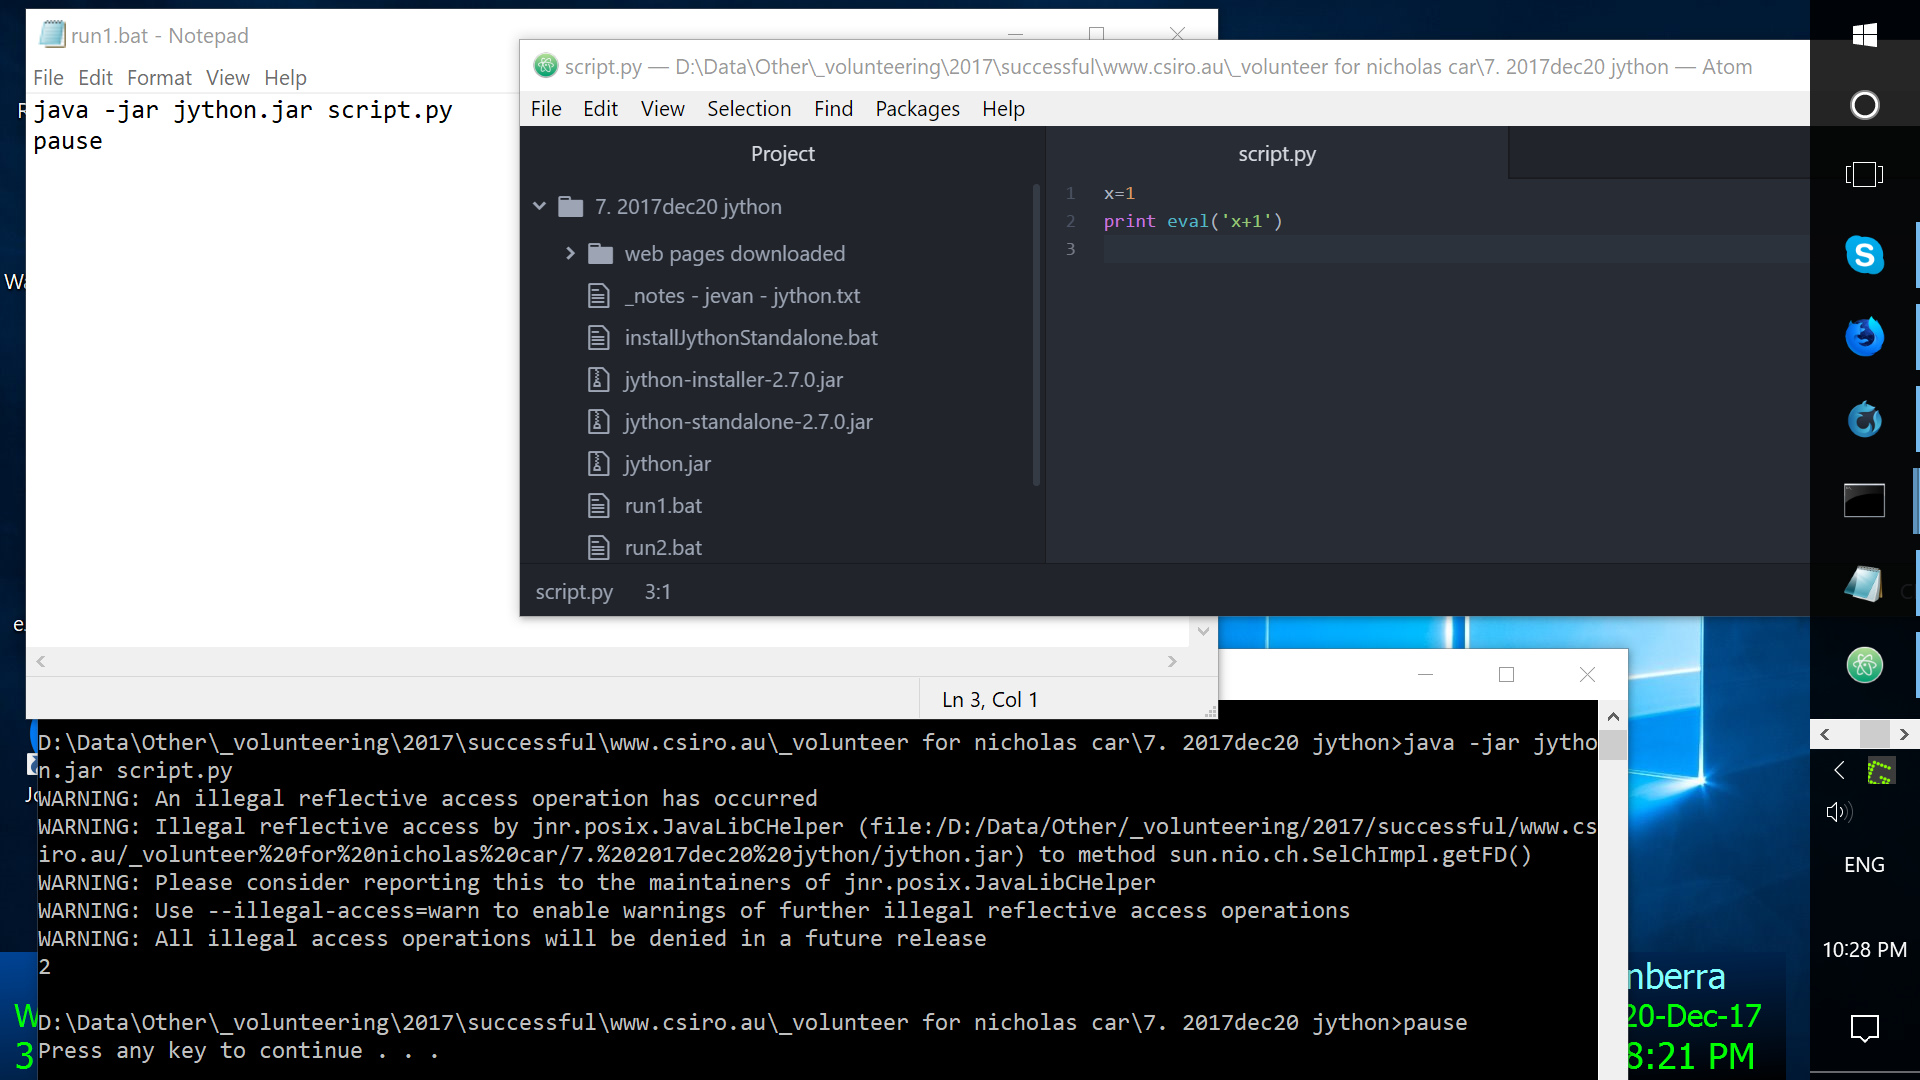 run1.bat - Notepad
File Edit Format View Help
java -jar jython.jar script.py
pause
Ln 3, Col 1
script.py — D:\Data\Other\_volunteering\2017\successful\www.csiro.au\_volunteer for nicholas car\7. 2017dec20 jython — Atom
File Edit View Selection Find Packages Help
Project
7. 2017dec20 jython
web pages downloaded
_notes - jevan - jython.txt
installJythonStandalone.bat
jython-installer-2.7.0.jar
jython-standalone-2.7.0.jar
jython.jar
run1.bat
run2.bat
script.py
1 x=1
2 print eval('x+1')
3
script.py 3:1
D:\Data\Other\_volunteering\2017\successful\www.csiro.au\_volunteer for nicholas car\7. 2017dec20 jython>java -jar jytho
n.jar script.py
WARNING: An illegal reflective access operation has occurred
WARNING: Illegal reflective access by jnr.posix.JavaLibCHelper (file:/D:/Data/Other/_volunteering/2017/successful/www.cs
iro.au/_volunteer%20for%20nicholas%20car/7.%202017dec20%20jython/jython.jar) to method sun.nio.ch.SelChImpl.getFD()
WARNING: Please consider reporting this to the maintainers of jnr.posix.JavaLibCHelper
WARNING: Use --illegal-access=warn to enable warnings of further illegal reflective access operations
WARNING: All illegal access operations will be denied in a future release
2
D:\Data\Other\_volunteering\2017\successful\www.csiro.au\_volunteer for nicholas car\7. 2017dec20 jython>pause
Press any key to continue . . .
nberra
20-Dec-17
8:21 PM
ENG
10:28 PM